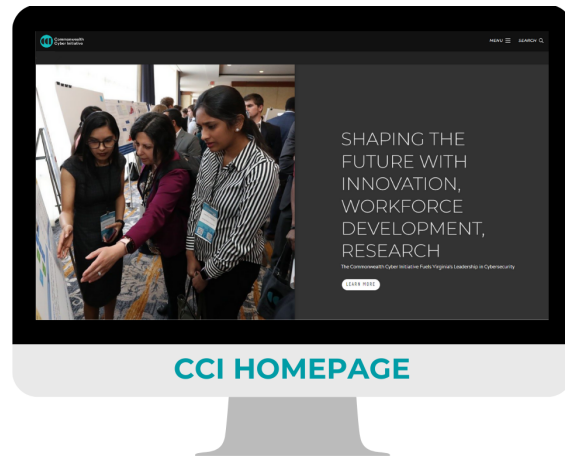 Commonwealth
Cyber Initiative
MENU
SEARCH
SHAPING THE
FUTURE WITH
INNOVATION,
WORKFORCE
DEVELOPMENT,
RESEARCH
The Commonwealth Cyber Initiative Fuels Virginia's Leadership in Cybersecurity
LEARN MORE
CCI HOMEPAGE